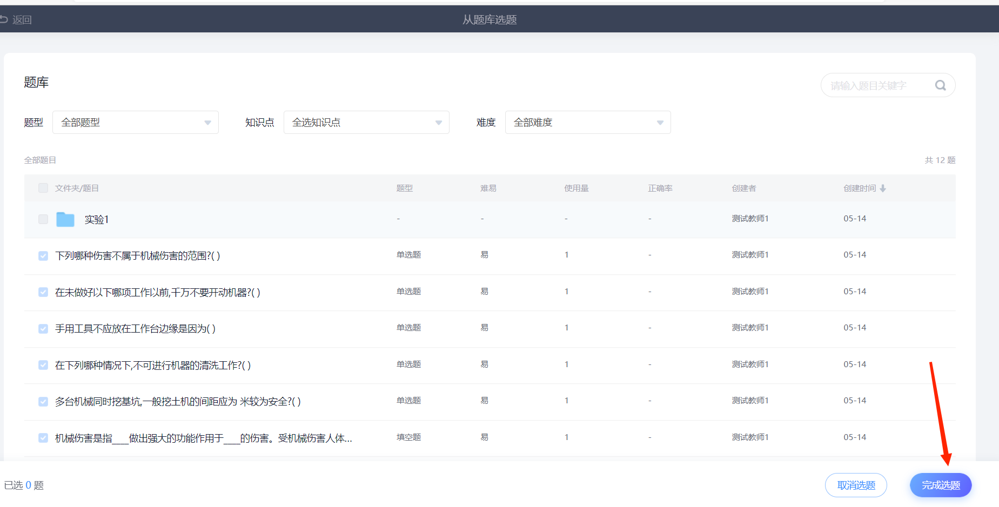 返回 从题库选题
题库
请输入题目关键字
题型 全部题型 知识点 全选知识点 难度 全部难度
全部题目 共 12 题
文件夹/题目 题型 难易 使用量 正确率 创建者 创建时间
实验1 - - - - 测试教师1 05-14
下列哪种伤害不属于机械伤害的范围?( ) 单选题 易 1 - 测试教师1 05-14
在未做好以下哪项工作以前,千万不要开动机器?( ) 单选题 易 1 - 测试教师1 05-14
手用工具不应放在工作台边缘是因为( ) 单选题 易 1 - 测试教师1 05-14
在下列哪种情况下,不可进行机器的清洗工作?( ) 单选题 易 1 - 测试教师1 05-14
多台机械同时挖基坑,一般挖土机的间距应为 米较为安全?( ) 单选题 易 1 - 测试教师1 05-14
机械伤害是指____做出强大的功能作用于____的伤害。受机械伤害人体... 填空题 易 1 - 测试教师1 05-14
已选 0 题 取消选题 完成选题